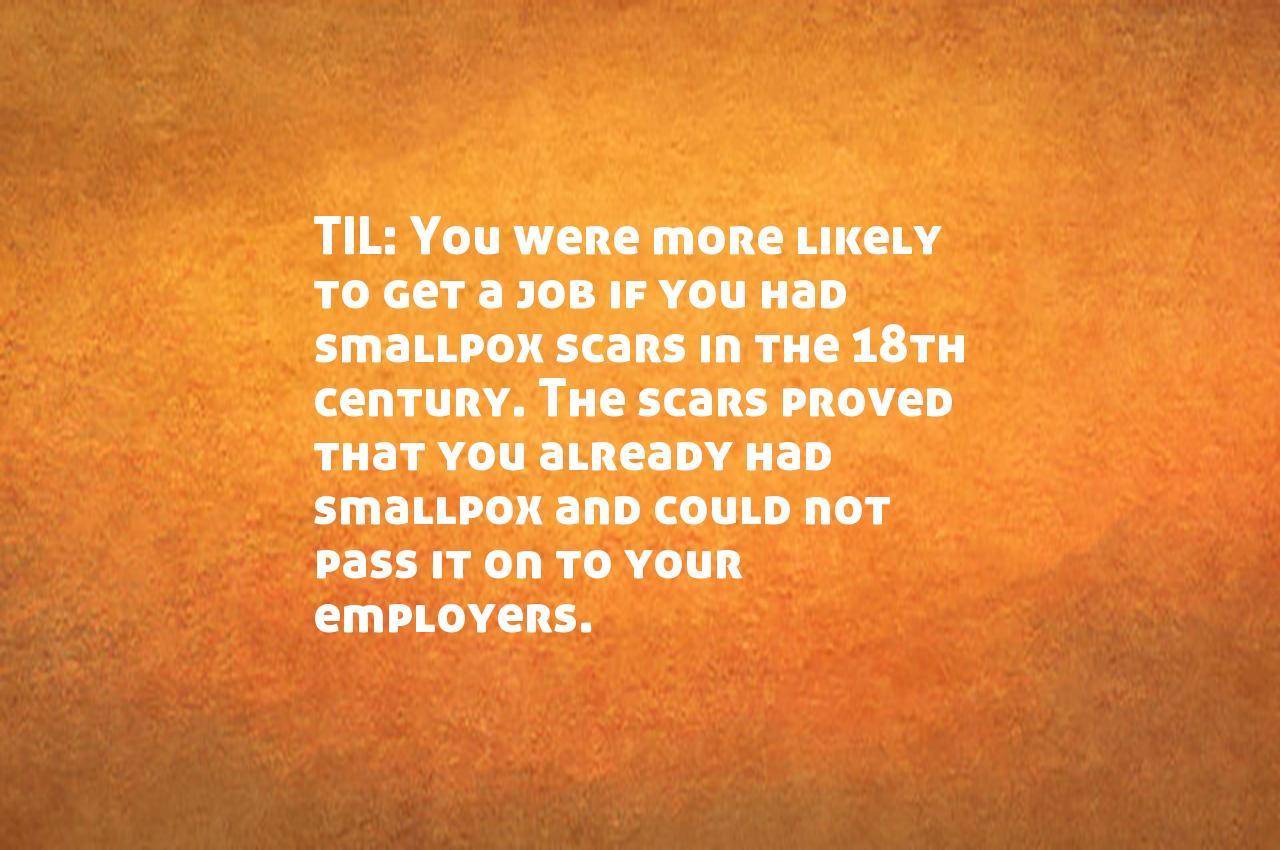 TIL: You were more likely
to get a job if you had
smallpox scars in the 18th
century. The scars proved
that you already had
smallpox and could not
pass it on to your
employers.